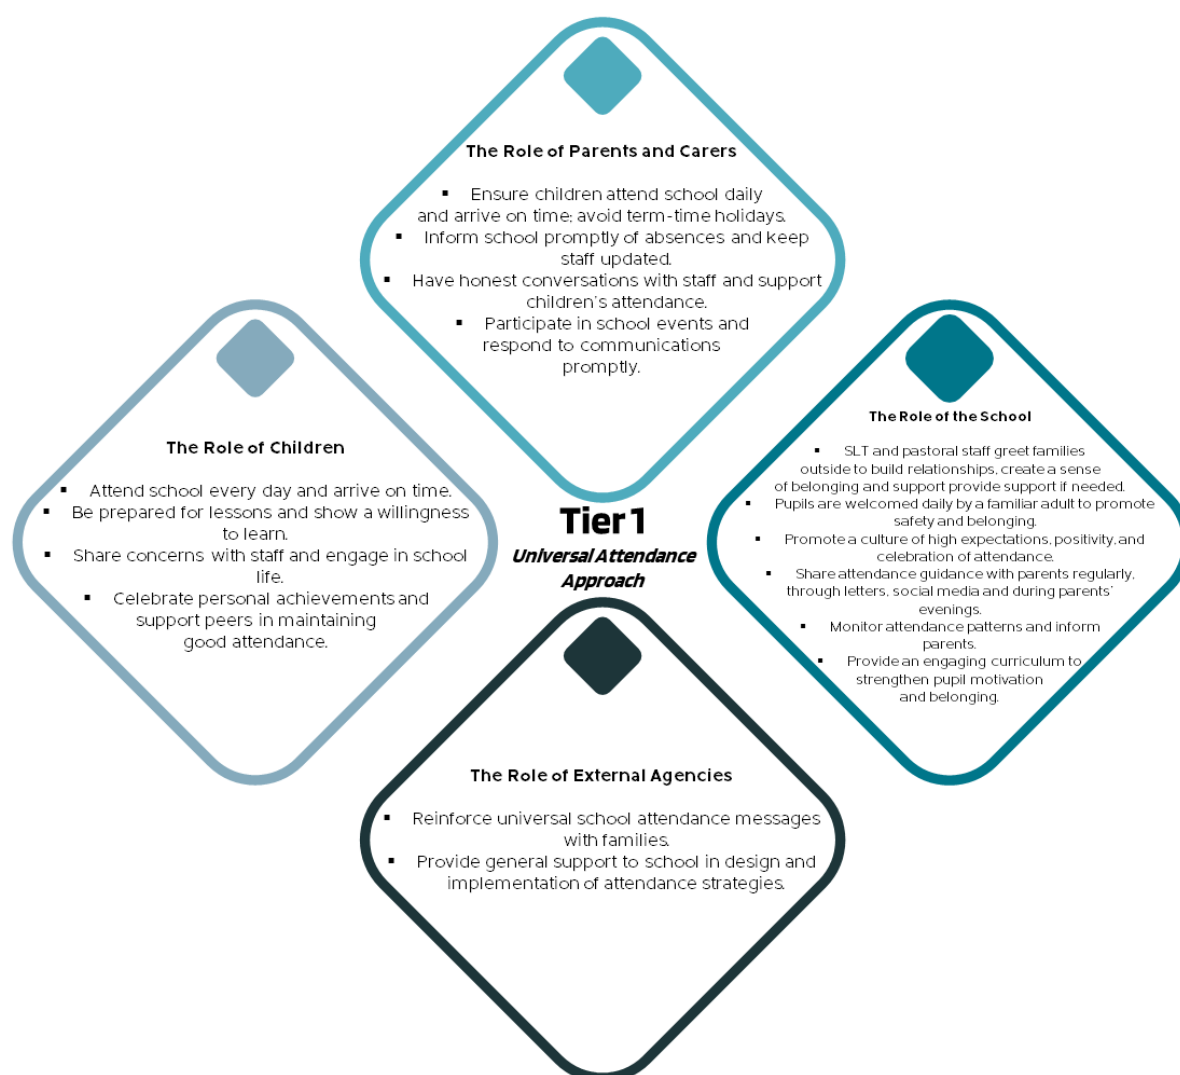 The Role of Parents and Carers
▪ Ensure children attend school daily
and arrive on time; avoid term-time holidays.
▪ Inform school promptly of absences and keep
staff updated.
▪ Have honest conversations with staff and support
children's attendance.
▪ Participate in school events and
respond to communications
promptly.
The Role of Children
▪ Attend school every day and arrive on time.
▪ Be prepared for lessons and show a willingness
to learn.
▪ Share concerns with staff and engage in school
life.
▪ Celebrate personal achievements and
support peers in maintaining
good attendance.
Tier 1
Universal Attendance
Approach
The Role of the School
▪ SLT and pastoral staff greet families
outside to build relationships, create a sense
of belonging and support provide support if needed.
▪ Pupils are welcomed daily by a familiar adult to promote
safety and belonging.
▪ Promote a culture of high expectations, positivity, and
celebration of attendance.
▪ Share attendance guidance with parents regularly,
through letters, social media and during parents'
evenings.
▪ Monitor attendance patterns and inform
parents.
▪ Provide an engaging curriculum to
strengthen pupil motivation
and belonging.
The Role of External Agencies
▪ Reinforce universal school attendance messages
with families.
▪ Provide general support to school in design and
implementation of attendance strategies.